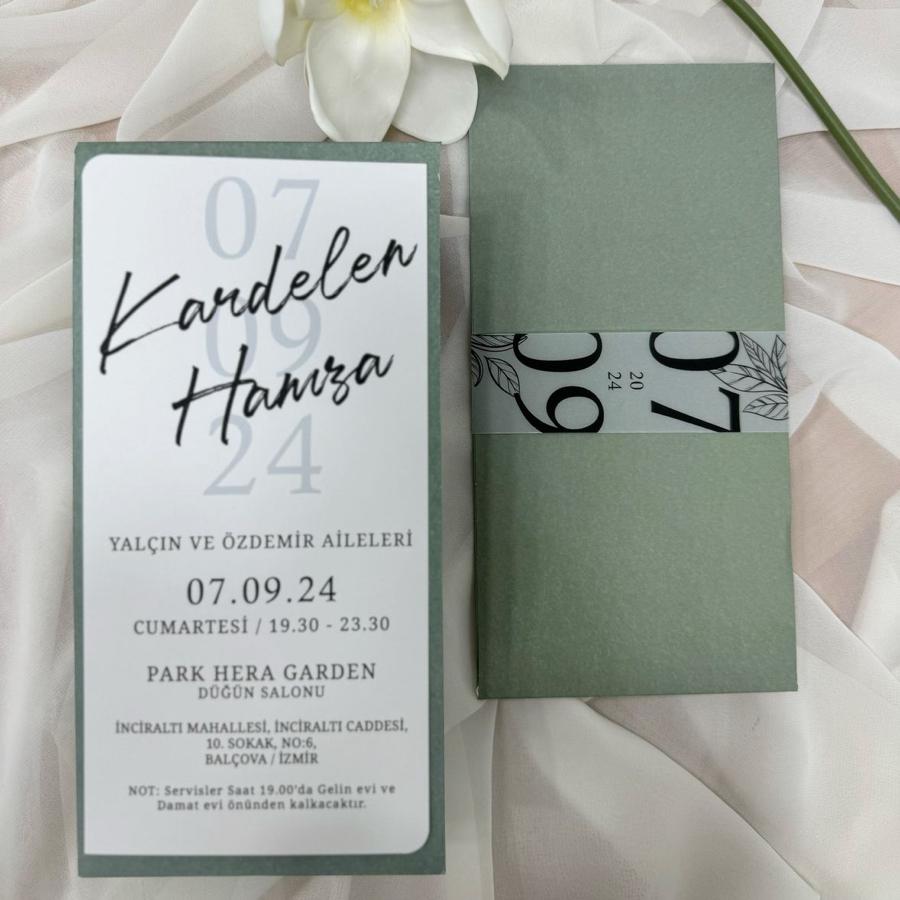 07
Kardelen
09
Hamza
24
YALÇIN VE ÖZDEMİR AİLELERİ
07.09.24
CUMARTESİ / 19.30 - 23.30
PARK HERA GARDEN
DÜĞÜN SALONU
İNCİRALTI MAHALLESİ, İNCİRALTI CADDESİ,
10. SOKAK, NO:6,
BALÇOVA / İZMİR
NOT: Servisler Saat 19.00'da Gelin evi ve
Damat evi önünden kalkacaktır.
07
20
24
09